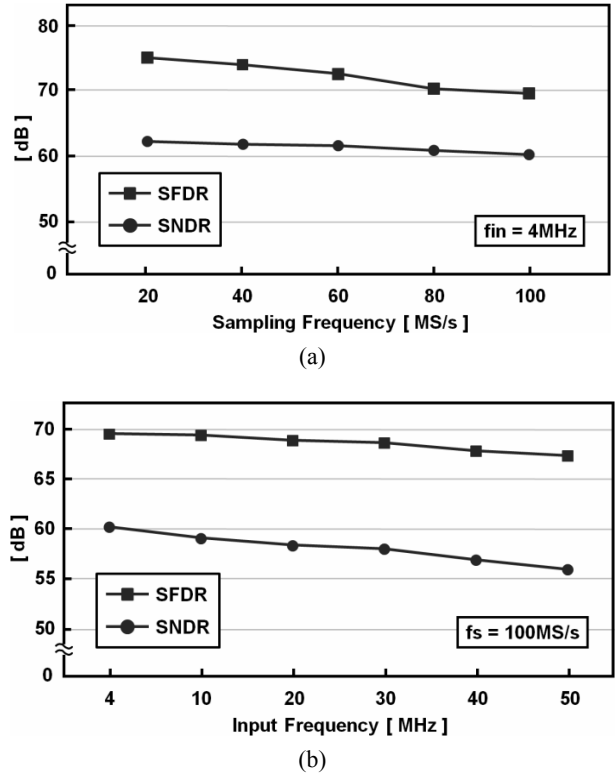 80
70
60
50
0
[ dB ]
SFDR
SNDR
fin = 4MHz
20 40 60 80 100
Sampling Frequency [ MS/s ]
(a)
70
65
60
55
50
0
[ dB ]
SFDR
SNDR
fs = 100MS/s
4 10 20 30 40 50
Input Frequency [ MHz ]
(b)